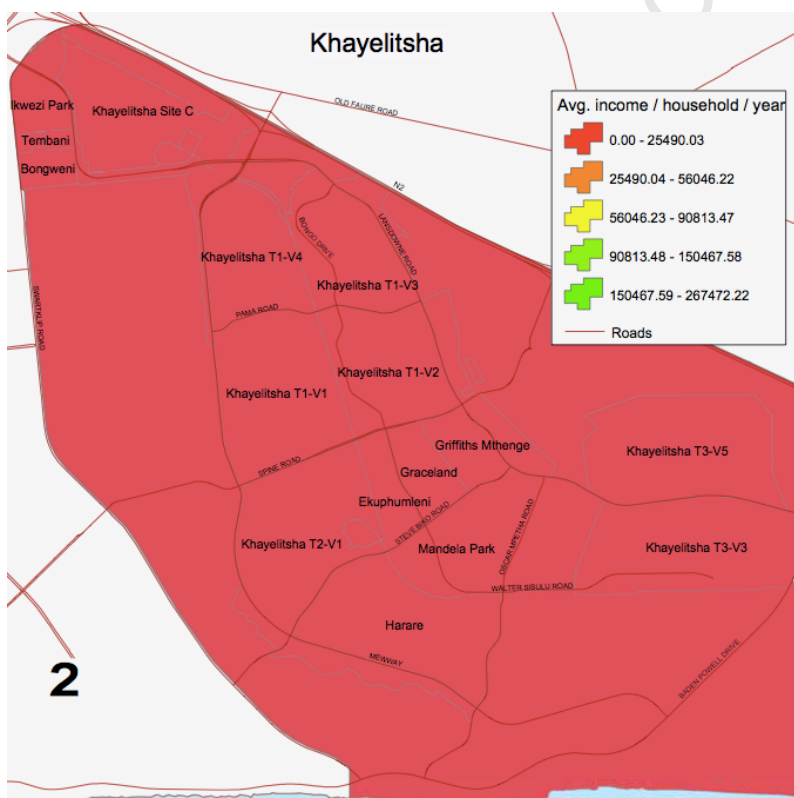 Khayelitsha
Avg. income / household / year
0.00 - 25490.03
25490.04 - 56046.22
56046.23 - 90813.47
90813.48 - 150467.58
150467.59 - 267472.22
Roads
OLD FAURE ROAD
Ikwezi Park
Khayelitsha Site C
Tembani
Bongweni
N2
LANSDOWNE ROAD
BONGO DRIVE
Khayelitsha T1-V4
Khayelitsha T1-V3
SWARTKLIP ROAD
PAMA ROAD
Khayelitsha T1-V2
Khayelitsha T1-V1
Griffiths Mthenge
Khayelitsha T3-V5
SPINE ROAD
Graceland
Ekuphumleni
STEVE BIKO ROAD
OSCAR MPETHA ROAD
Khayelitsha T2-V1
Mandela Park
Khayelitsha T3-V3
WALTER SISULU ROAD
Harare
MEWWAY
BADEN POWELL DRIVE
2